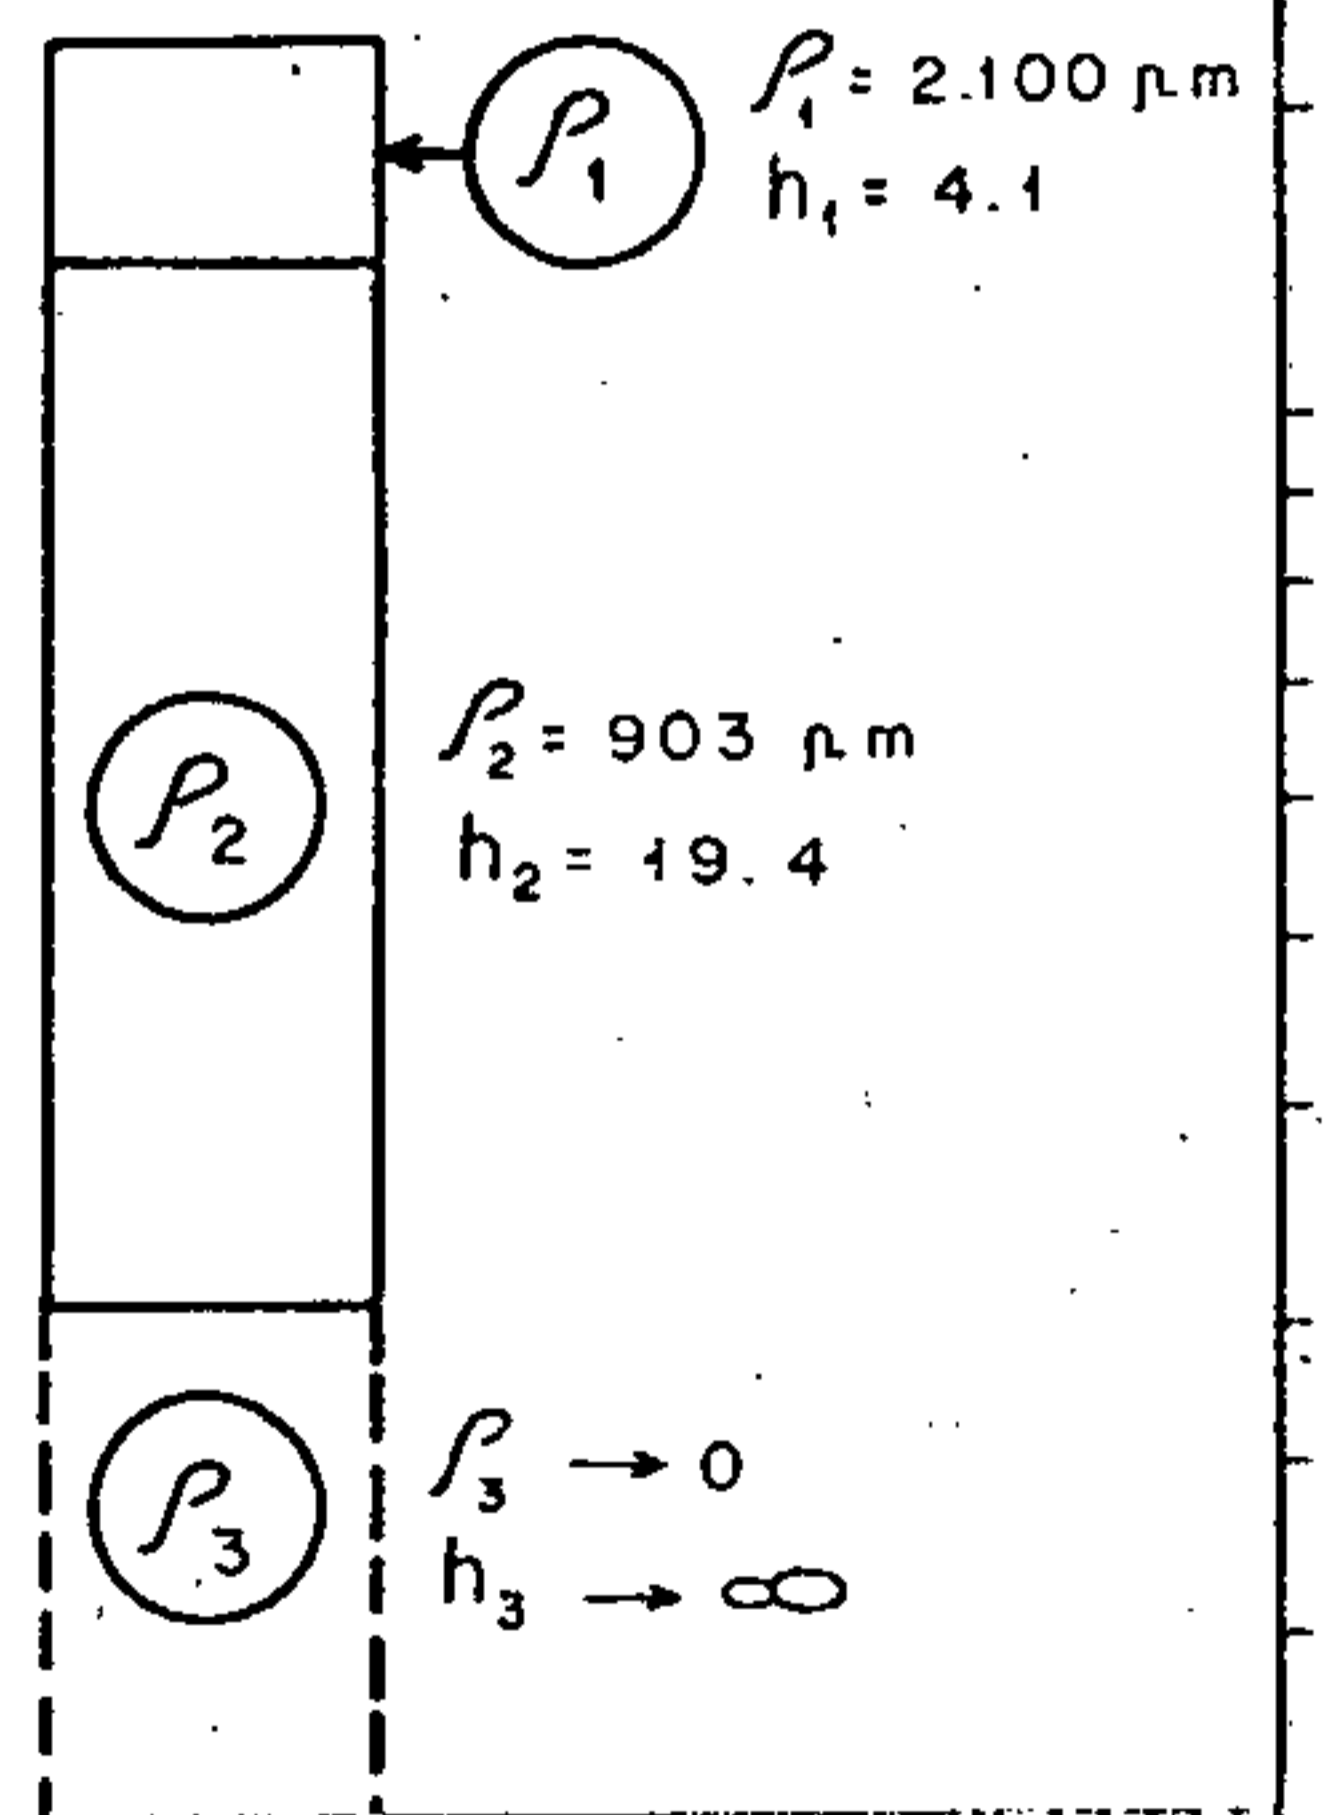 ρ₁
ρ₁ = 2.100 Ωm
h₁ = 4.1
ρ₂
ρ₂ = 903 Ωm
h₂ = 19.4
ρ₃
ρ₃ → 0
h₃ → ∞